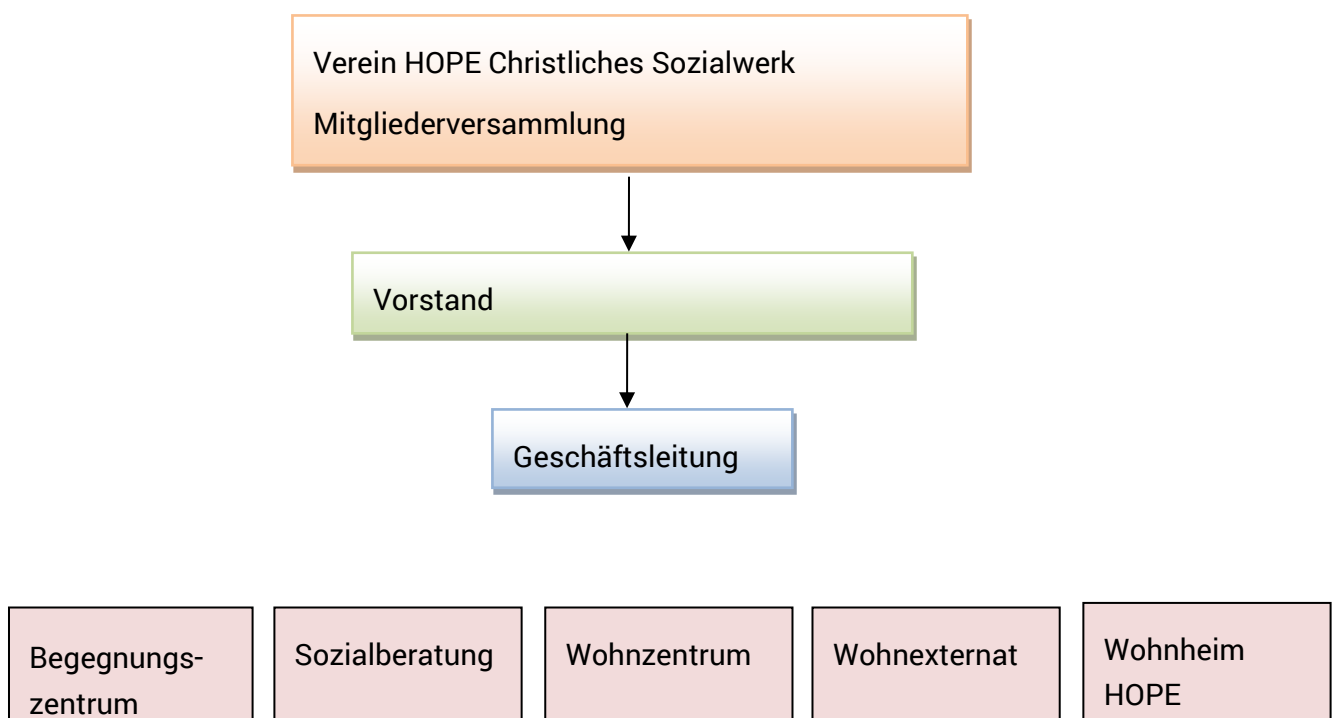 Verein HOPE Christliches Sozialwerk
Mitgliederversammlung
Vorstand
Geschäftsleitung
Begegnungs-
zentrum
Sozialberatung
Wohnzentrum
Wohnexternat
Wohnheim
HOPE